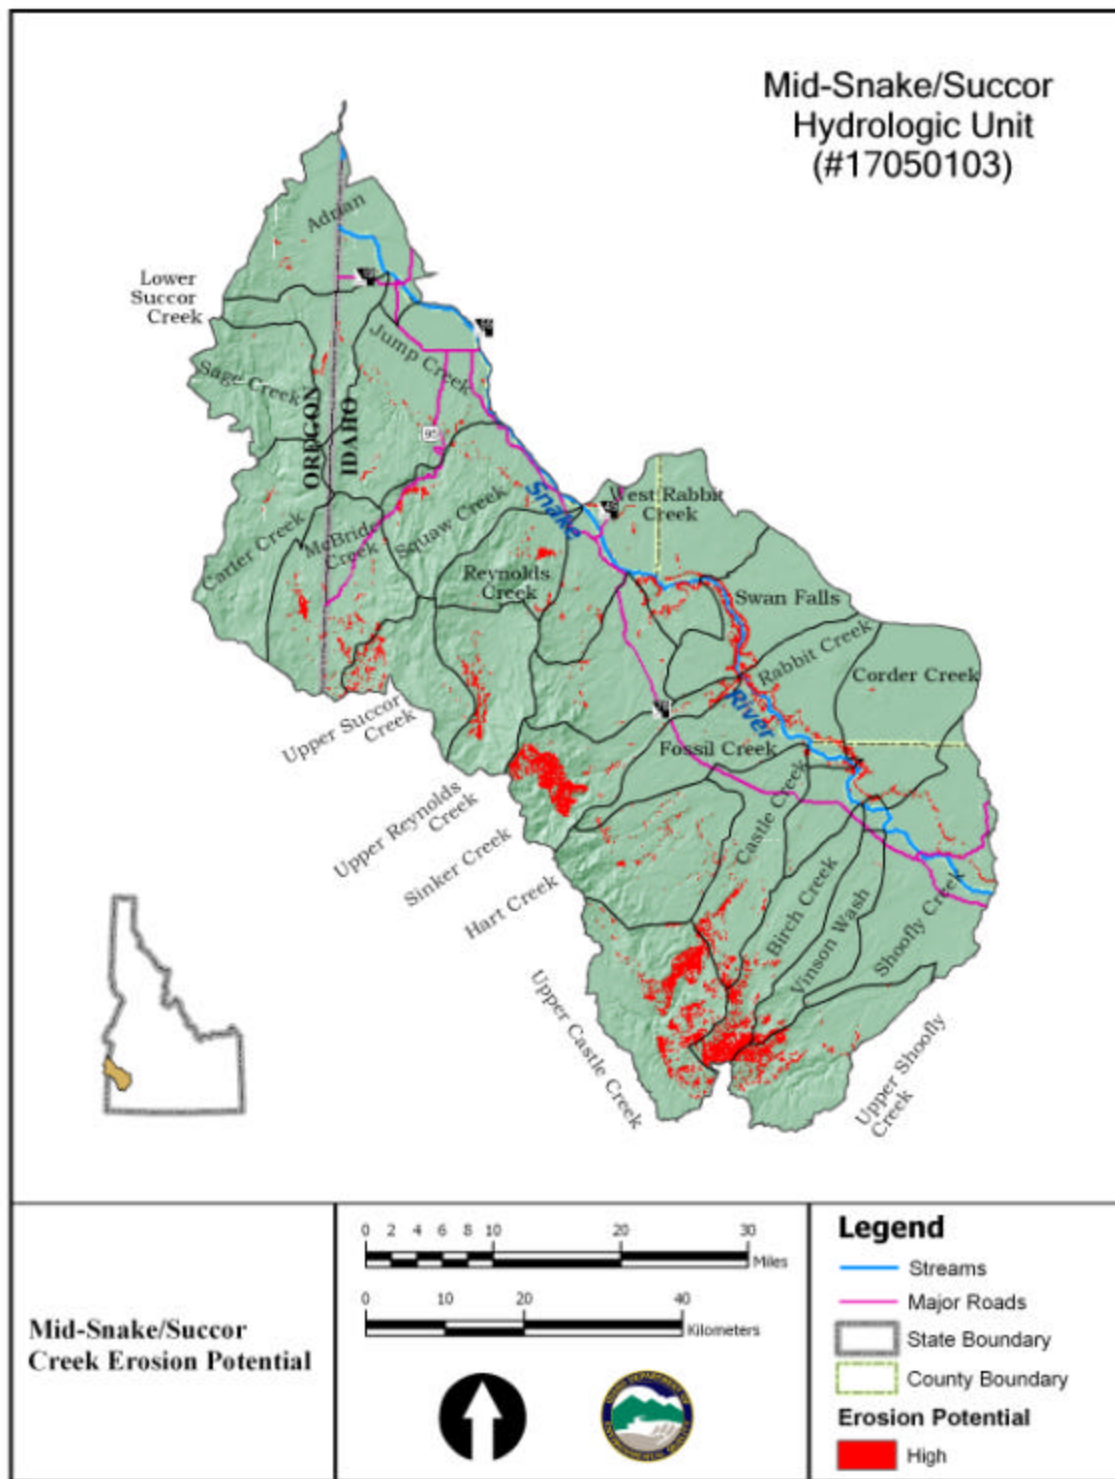 Mid-Snake/Succor
Hydrologic Unit
(#17050103)
Adrian
Lower
Succor
Creek
Jump Creek
Sage Creek
OREGON
IDAHO
95
Snake
West Rabbit
Creek
Carter Creek
McBride
Creek
Squaw Creek
Reynolds
Creek
Swan Falls
Rabbit Creek
Corder Creek
River
Upper Succor
Creek
Fossil Creek
Castle Creek
Upper Reynolds
Creek
Sinker Creek
Hart Creek
Birch Creek
Vinson Wash
Shoofly Creek
Upper Castle Creek
Upper Shoofly
Creek
Mid-Snake/Succor
Creek Erosion Potential
0 2 4 6 8 10 20 30
Miles
0 10 20 40
Kilometers
Legend
Streams
Major Roads
State Boundary
County Boundary
Erosion Potential
High